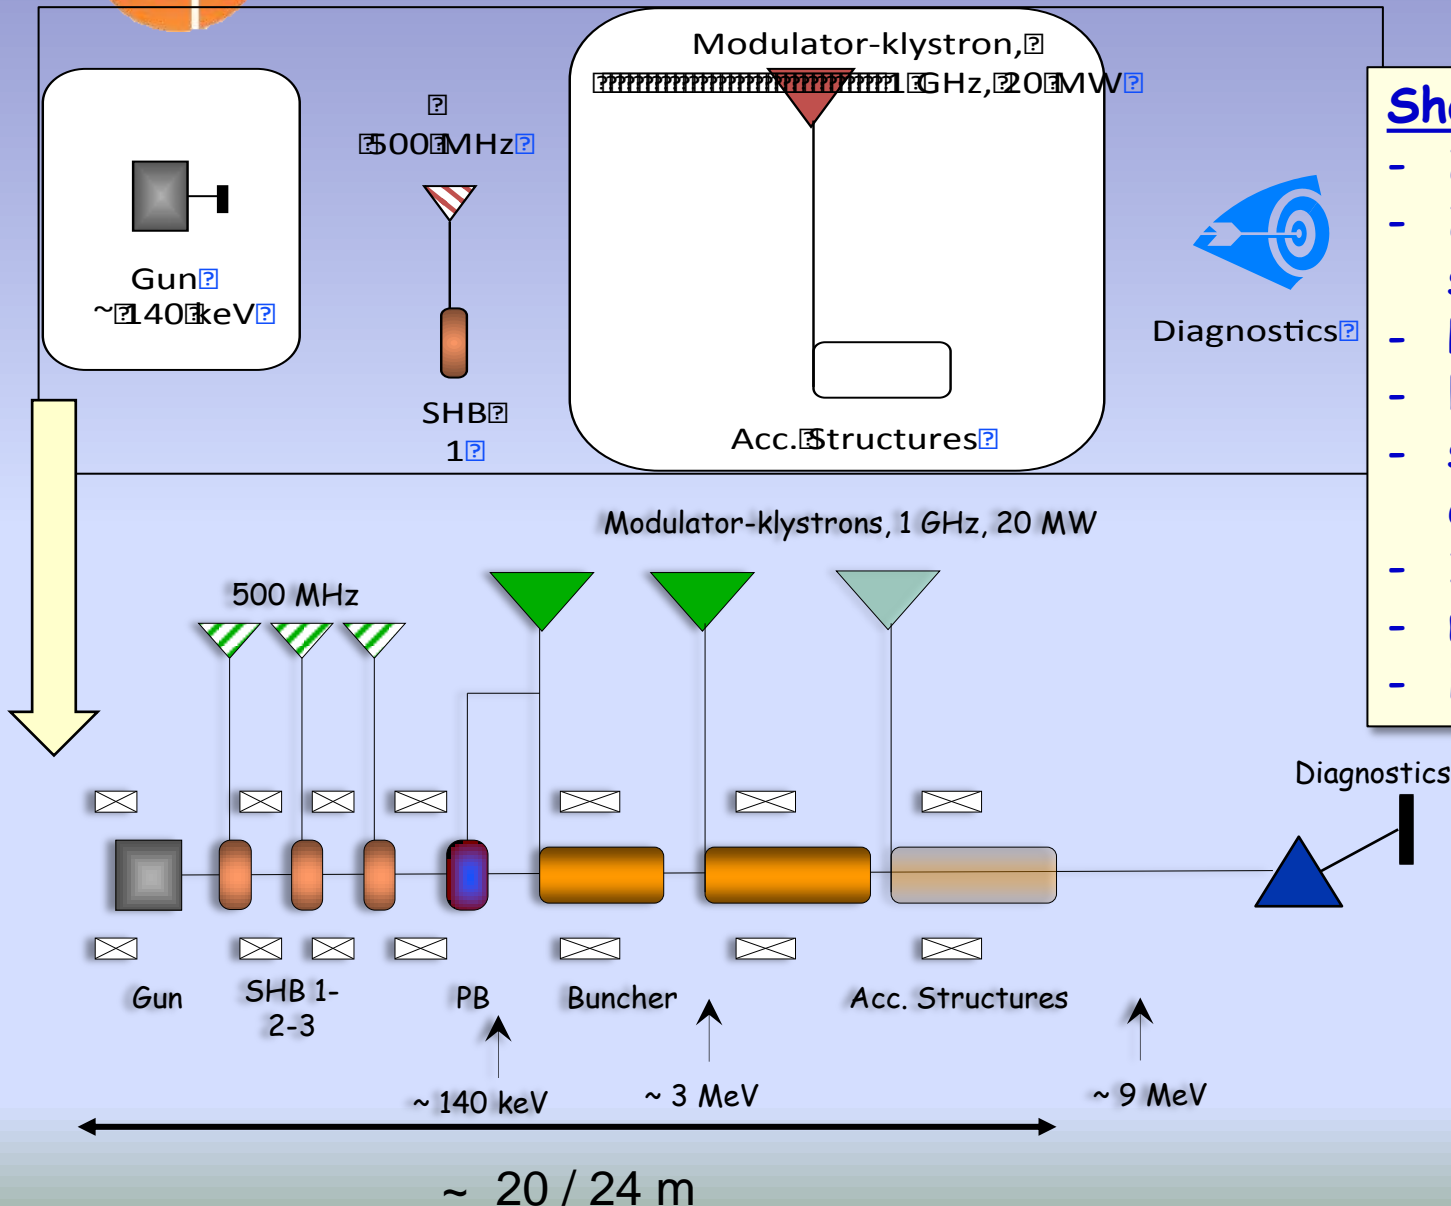 Modulator-klystron,
1 GHz, 20 MW
500 MHz
Gun
~ 140 keV
SHB
1
Acc. Structures
Diagnostics
Modulator-klystrons, 1 GHz, 20 MW
500 MHz
Diagnostics
Gun
SHB 1-
2-3
PB
Buncher
Acc. Structures
~ 140 keV
~ 3 MeV
~ 9 MeV
~ 20 / 24 m